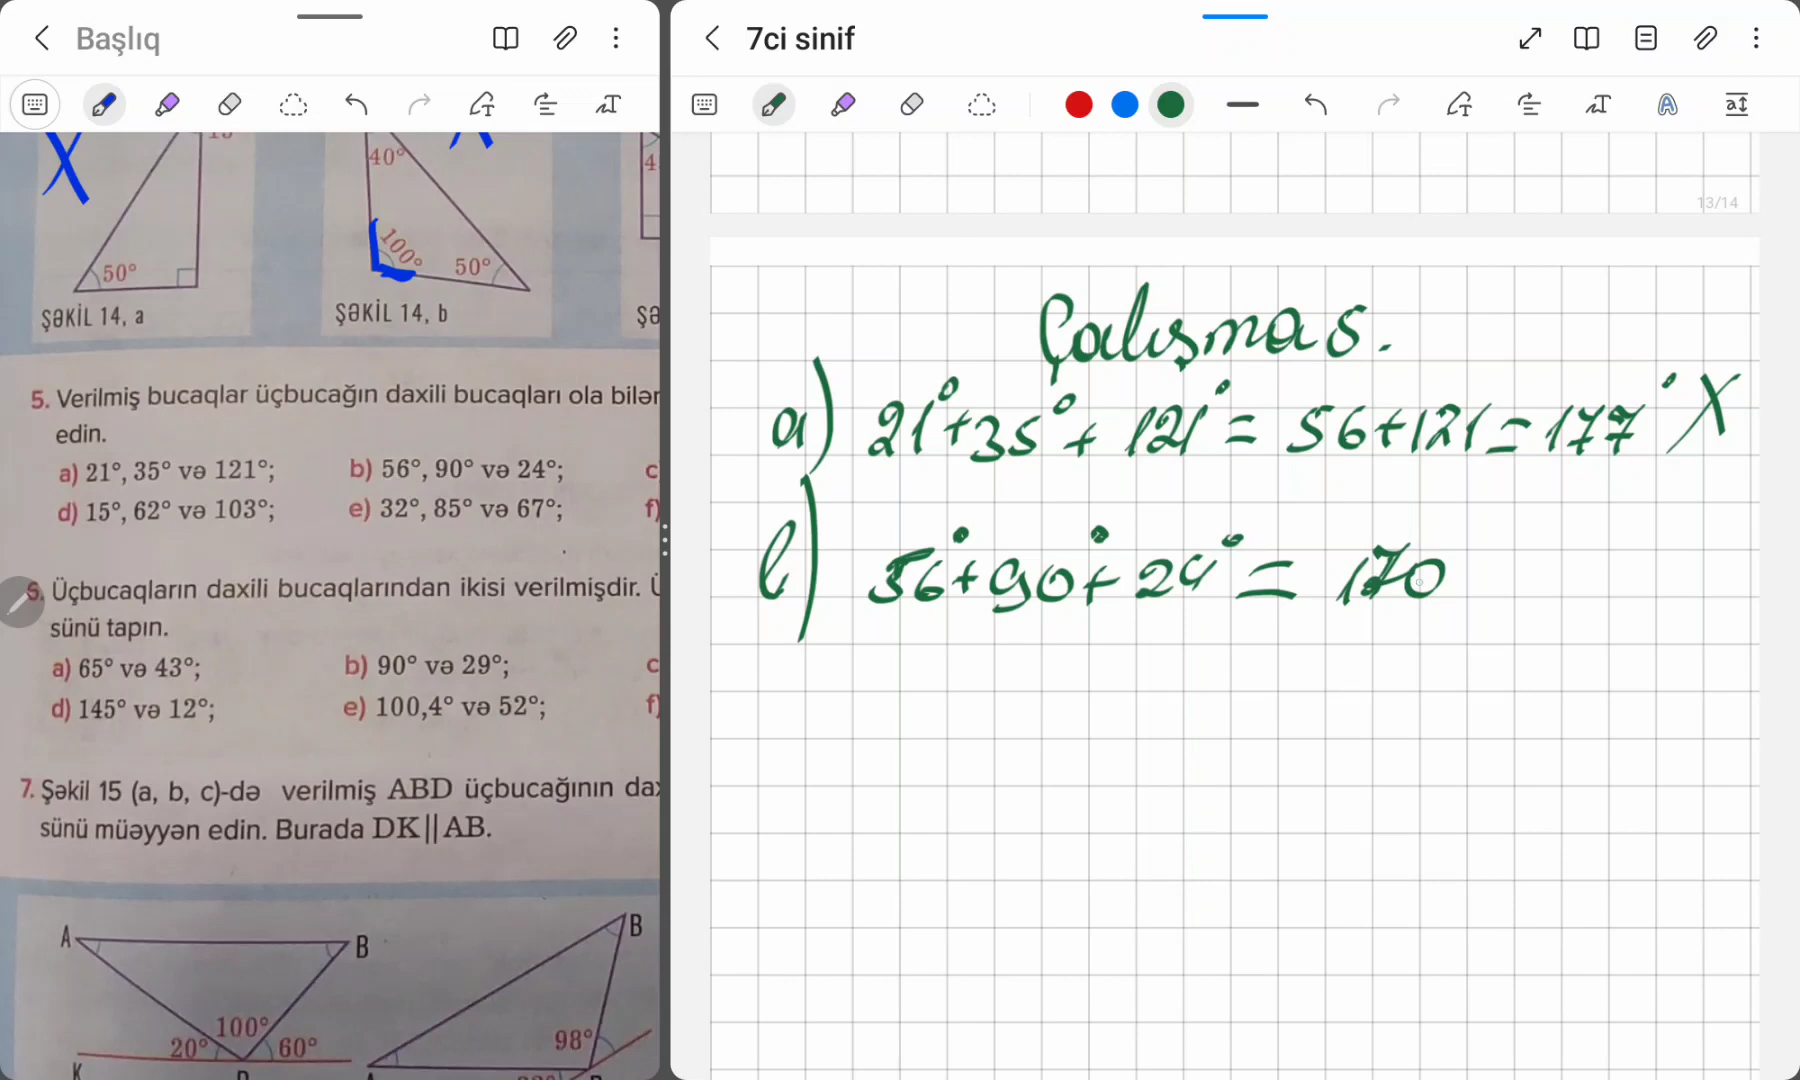 Başlıq
7ci sinif
40°
100°
50°
50°
ŞƏKİL 14, a
ŞƏKİL 14, b
ŞƏ
5. Verilmiş bucaqlar üçbucağın daxili bucaqları ola bilər
edin.
a) 21°, 35° və 121°;
b) 56°, 90° və 24°;
c
d) 15°, 62° və 103°;
e) 32°, 85° və 67°;
f)
6. Üçbucaqların daxili bucaqlarından ikisi verilmişdir. Ü
sünü tapın.
a) 65° və 43°;
b) 90° və 29°;
c
d) 145° və 12°;
e) 100,4° və 52°;
f)
7. Şəkil 15 (a, b, c)-də verilmiş ABD üçbucağının dax
sünü müəyyən edin. Burada DK||AB.
A
B
100°
20°
60°
K
B
98°
13/14
Çalışma 5.
a) 21°+35°+121°=56+121=177° X
b) 56°+90°+24°=170